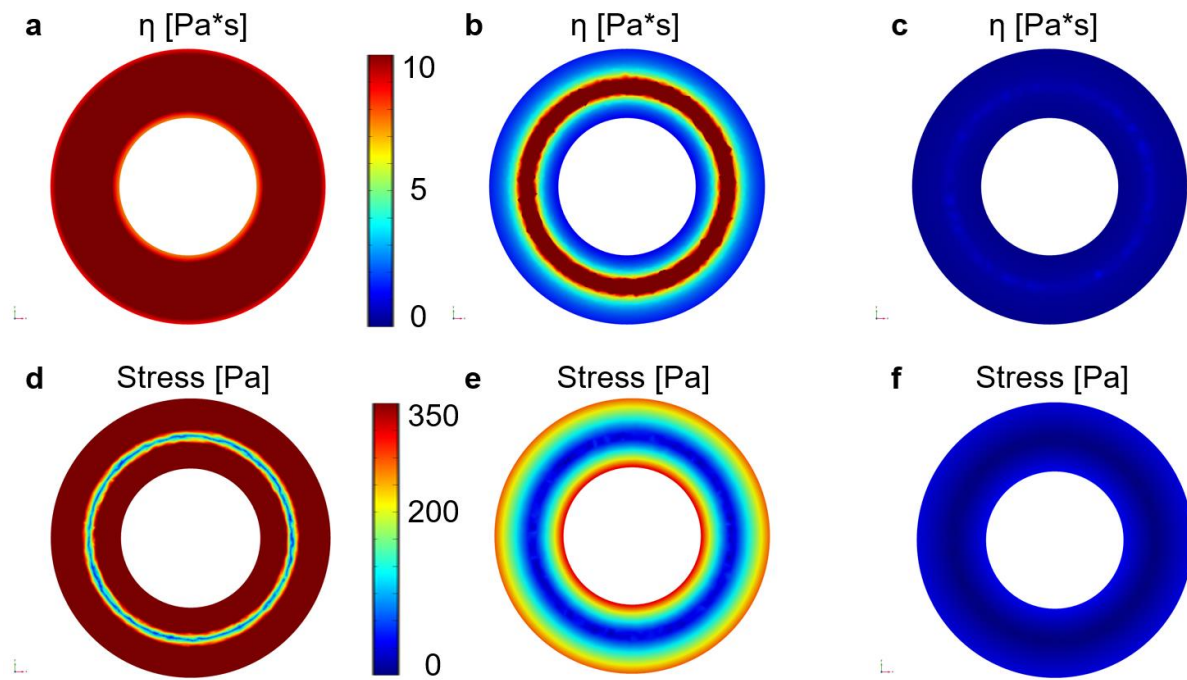 a η [Pa*s]
b η [Pa*s]
c η [Pa*s]
10
5
0
d Stress [Pa]
e Stress [Pa]
f Stress [Pa]
350
200
0